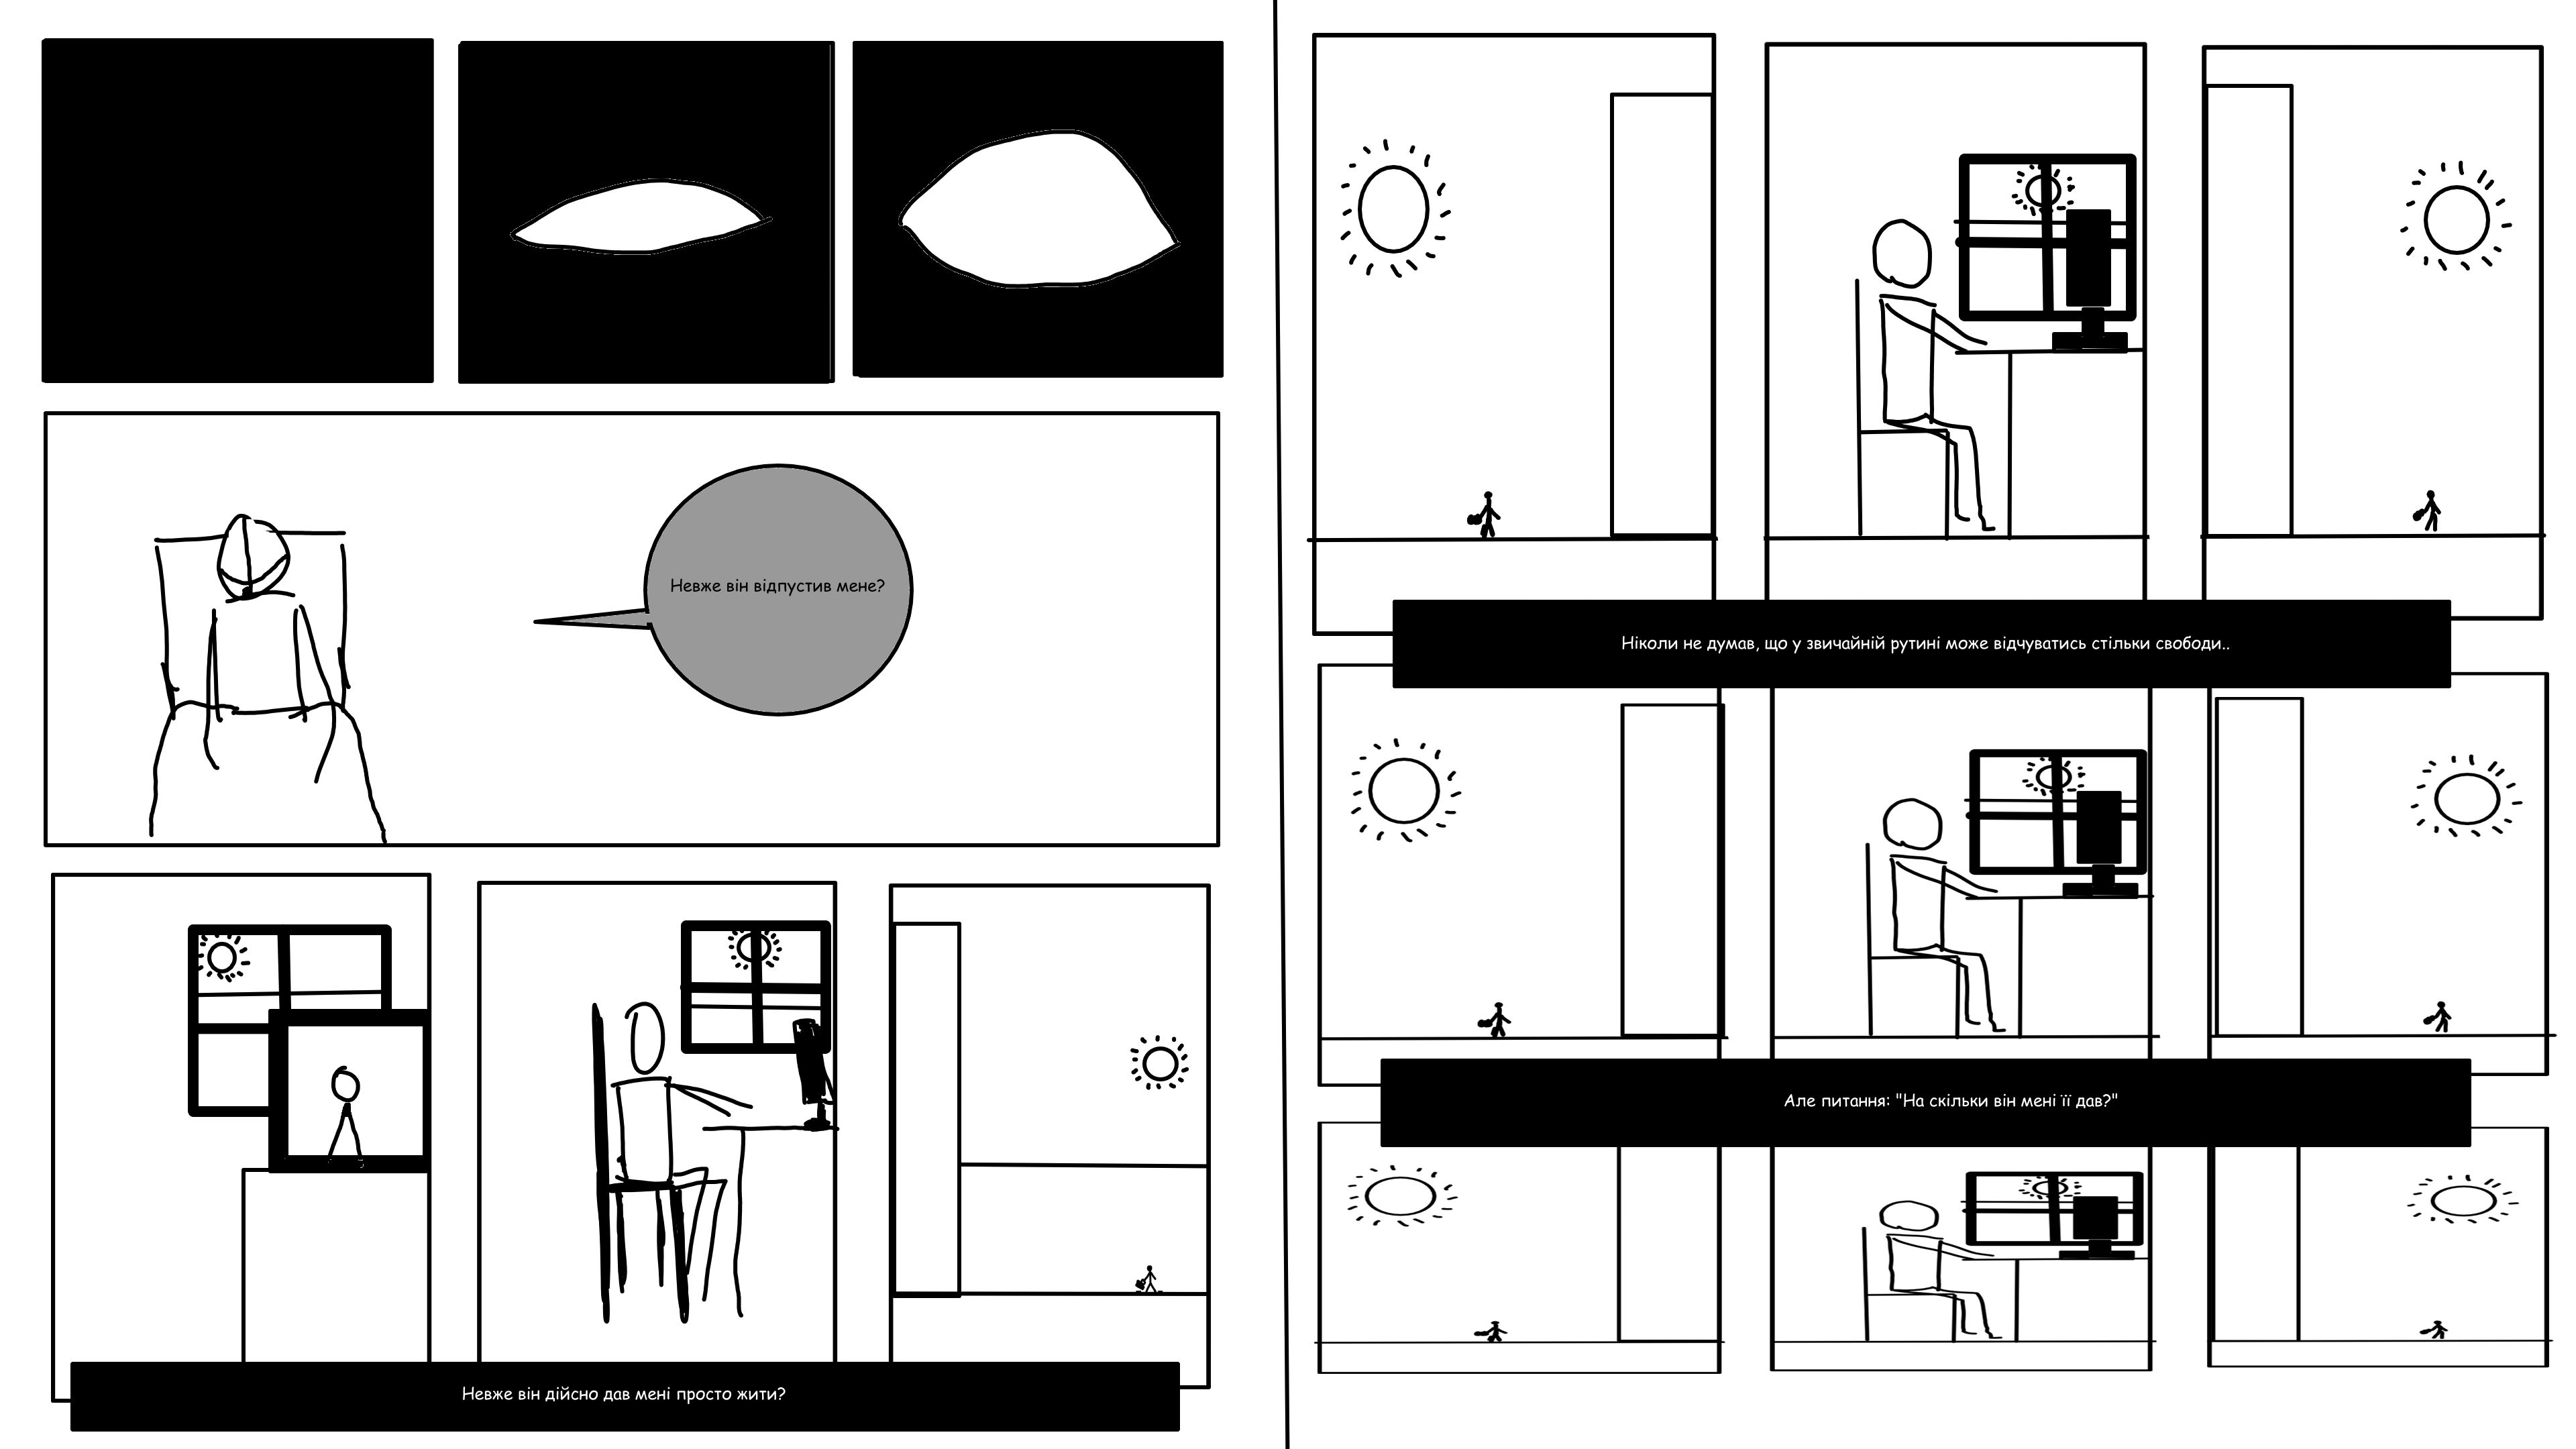 Невже він відпустив мене?
Невже він дійсно дав мені просто жити?
Ніколи не думав, що у звичайній рутині може відчуватись стільки свободи..
Але питання: "На скільки він мені її дав?"